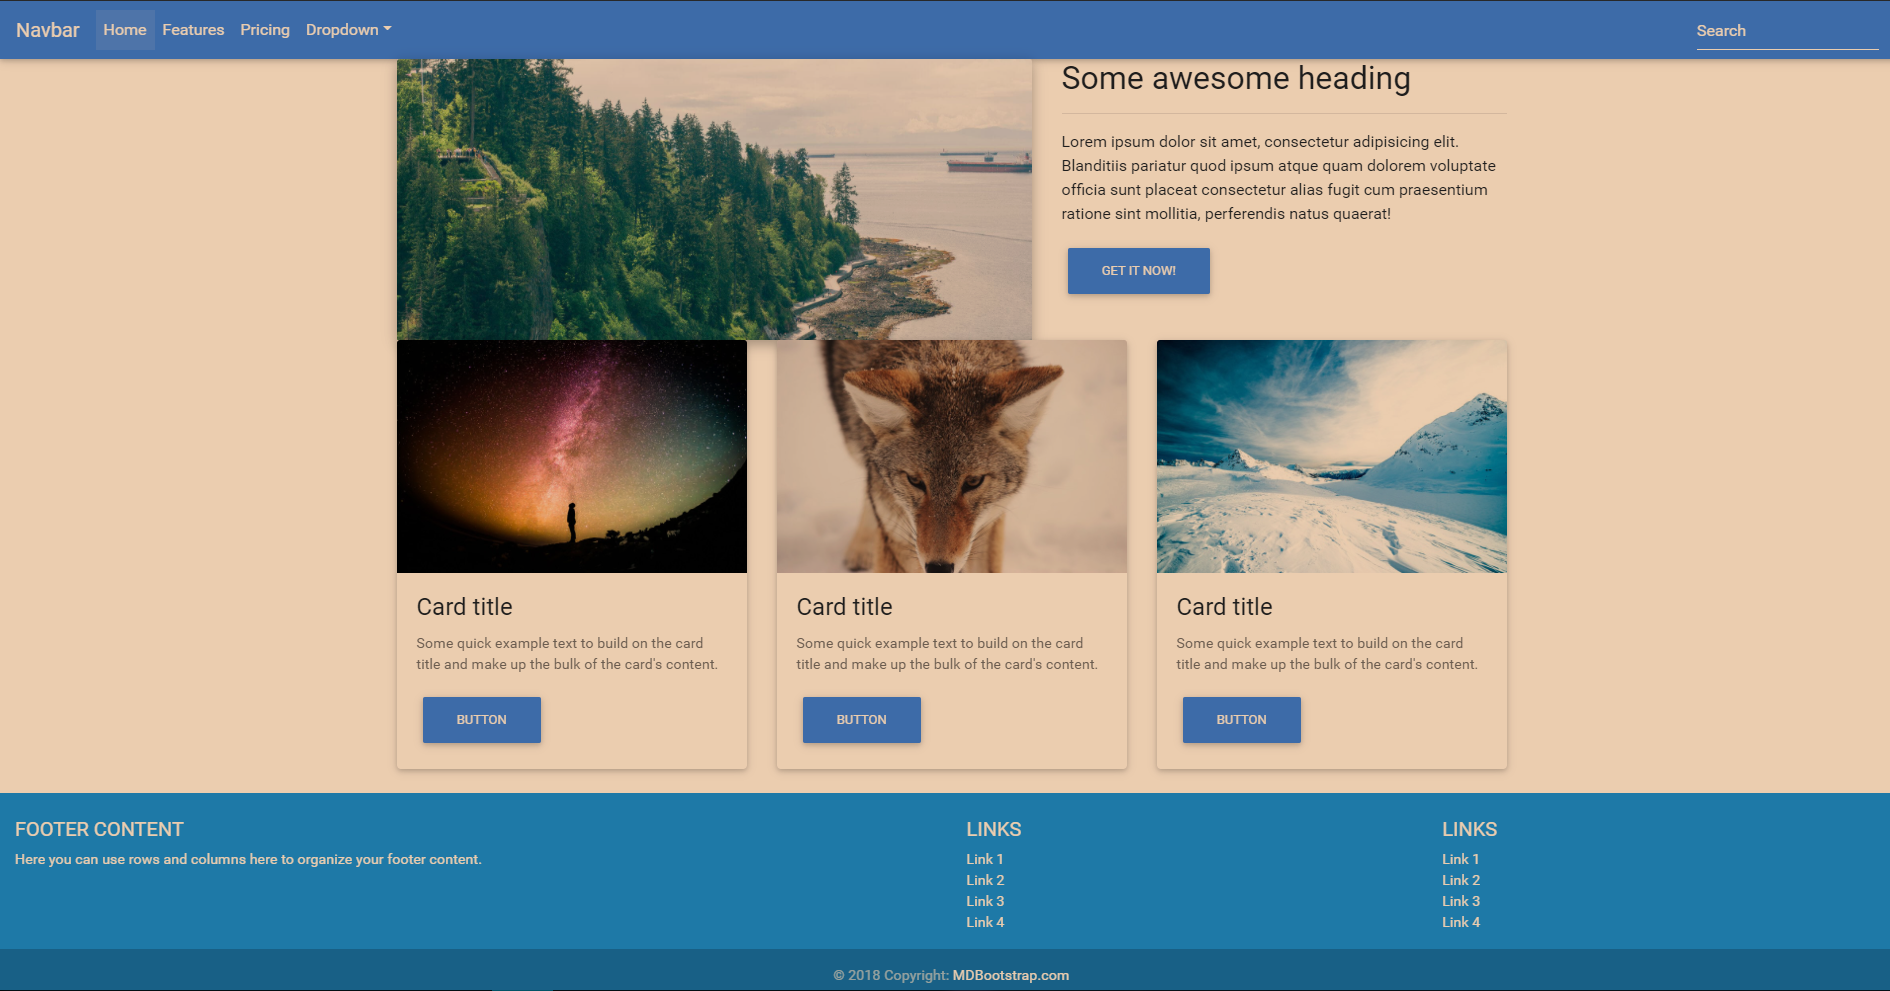 Navbar Home Features Pricing Dropdown Search
Some awesome heading
Lorem ipsum dolor sit amet, consectetur adipisicing elit.
Blanditiis pariatur quod ipsum atque quam dolorem voluptate
officia sunt placeat consectetur alias fugit cum praesentium
ratione sint mollitia, perferendis natus quaerat!
GET IT NOW!
Card title
Some quick example text to build on the card
title and make up the bulk of the card's content.
BUTTON
Card title
Some quick example text to build on the card
title and make up the bulk of the card's content.
BUTTON
Card title
Some quick example text to build on the card
title and make up the bulk of the card's content.
BUTTON
FOOTER CONTENT
Here you can use rows and columns here to organize your footer content.
LINKS
Link 1
Link 2
Link 3
Link 4
LINKS
Link 1
Link 2
Link 3
Link 4
© 2018 Copyright: MDBootstrap.com